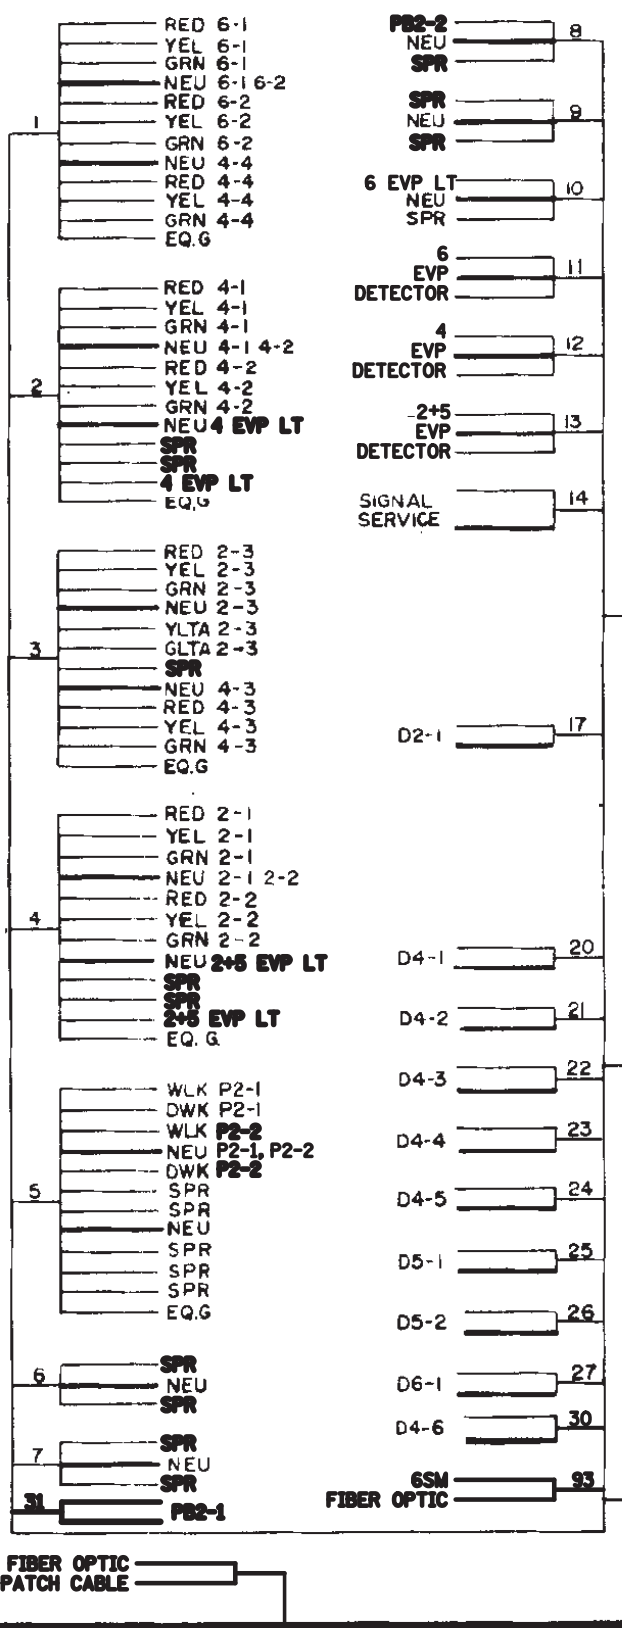 1
RED 6-1
YEL 6-1
GRN 6-1
NEU 6-1 6-2
RED 6-2
YEL 6-2
GRN 6-2
NEU 4-4
RED 4-4
YEL 4-4
GRN 4-4
EQ.G
2
RED 4-1
YEL 4-1
GRN 4-1
NEU 4-1 4-2
RED 4-2
YEL 4-2
GRN 4-2
NEU 4 EVP LT
SPR
SPR
4 EVP LT
EQ.G
3
RED 2-3
YEL 2-3
GRN 2-3
NEU 2-3
YLTA 2-3
GLTA 2-3
SPR
NEU 4-3
RED 4-3
YEL 4-3
GRN 4-3
EQ.G
4
RED 2-1
YEL 2-1
GRN 2-1
NEU 2-1 2-2
RED 2-2
YEL 2-2
GRN 2-2
NEU 2+5 EVP LT
SPR
SPR
2+5 EVP LT
EQ. G
5
WLK P2-1
DWK P2-1
WLK P2-2
NEU P2-1, P2-2
DWK P2-2
SPR
SPR
NEU
SPR
SPR
SPR
EQ.G
6
SPR
NEU
SPR
7
SPR
NEU
SPR
31
PB2-1
PB2-2
NEU
SPR
8
SPR
NEU
SPR
9
6 EVP LT
NEU
SPR
10
6
EVP
DETECTOR
11
4
EVP
DETECTOR
12
2+5
EVP
DETECTOR
13
SIGNAL
SERVICE
14
D2-1
17
D4-1
20
D4-2
21
D4-3
22
D4-4
23
D4-5
24
D5-1
25
D5-2
26
D6-1
27
D4-6
30
6SM
FIBER OPTIC
93
FIBER OPTIC
PATCH CABLE